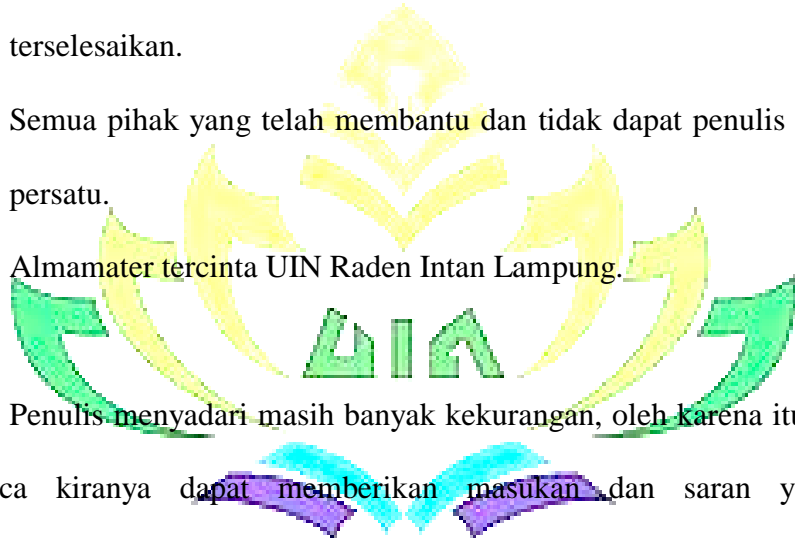 terselesaikan.
Semua pihak yang telah membantu dan tidak dapat penulis
persatu.
Almamater tercinta UIN Raden Intan Lampung.
UIN
Penulis menyadari masih banyak kekurangan, oleh karena itu
ca kiranya dapat memberikan masukan dan saran y